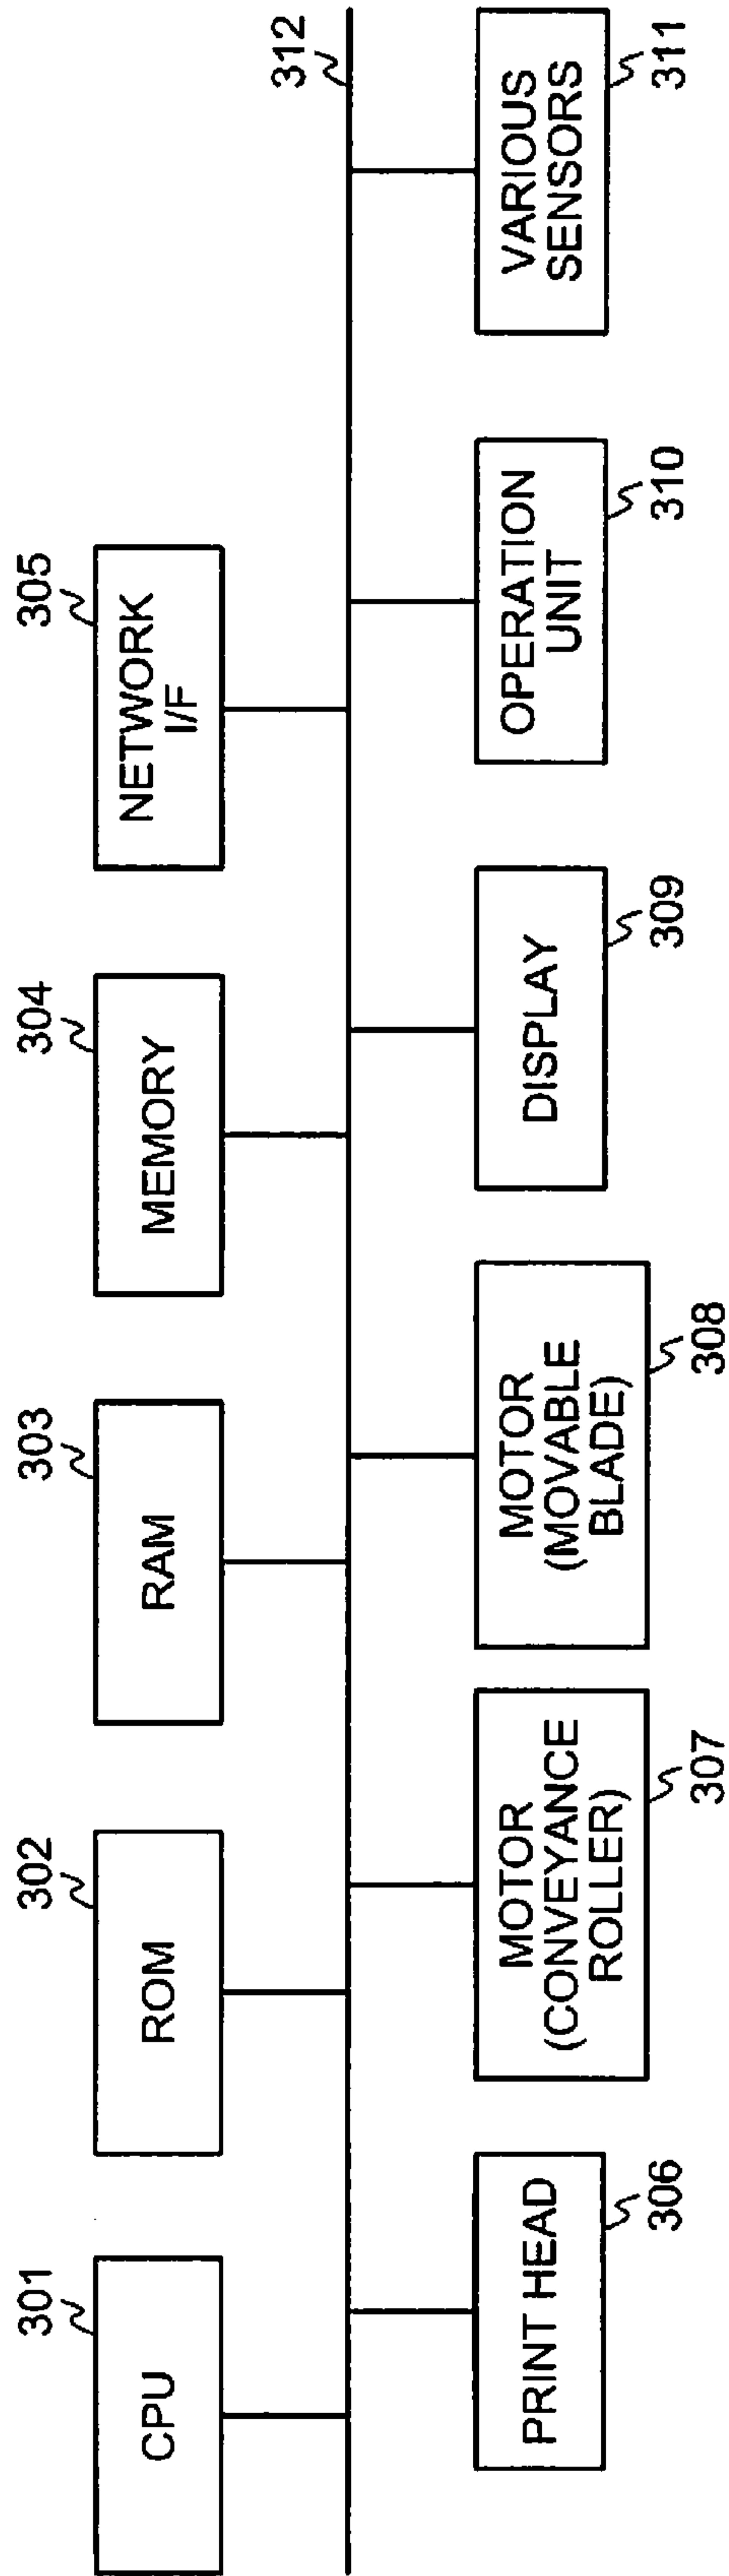 301
CPU
302
ROM
303
RAM
304
MEMORY
305
NETWORK
I/F
312
PRINT HEAD
306
MOTOR
(CONVEYANCE
ROLLER)
307
MOTOR
(MOVABLE
BLADE)
308
DISPLAY
309
OPERATION
UNIT
310
VARIOUS
SENSORS
311